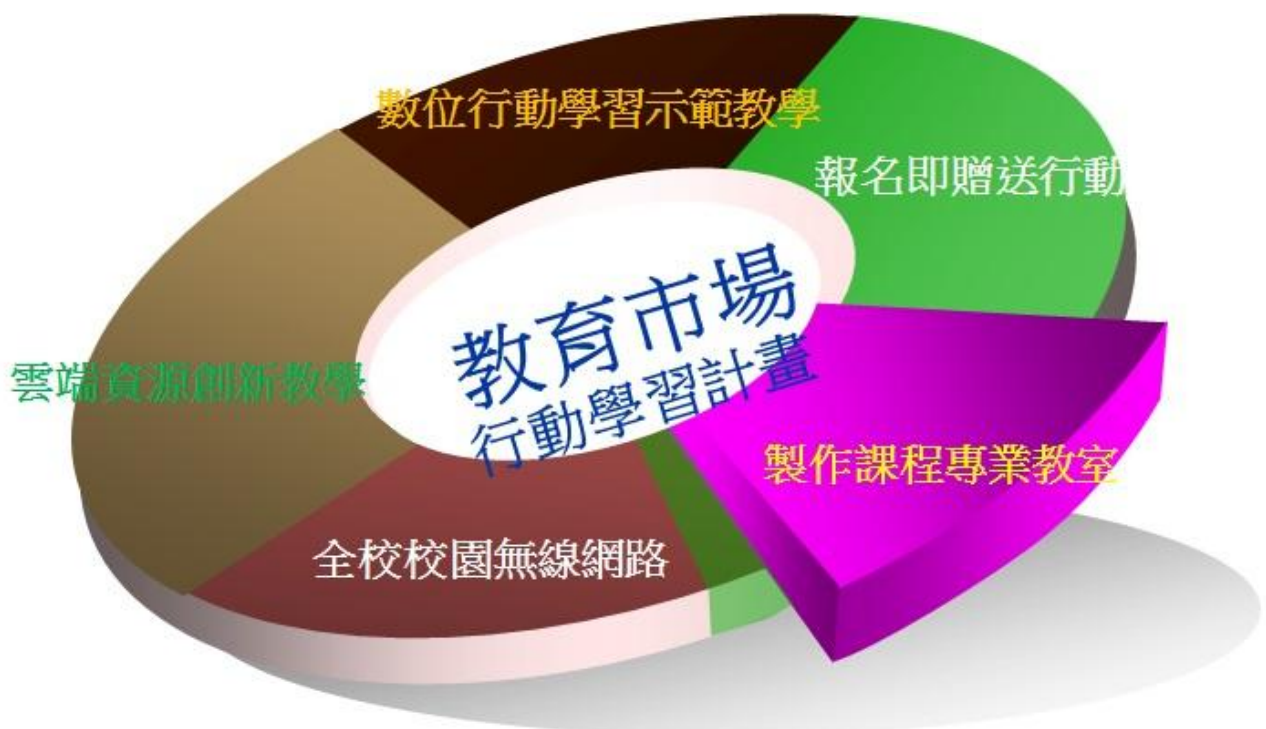 數位行動學習示範教學
報名即贈送行動
教育市場
行動學習計畫
雲端資源創新教學
製作課程專業教室
全校校園無線網路